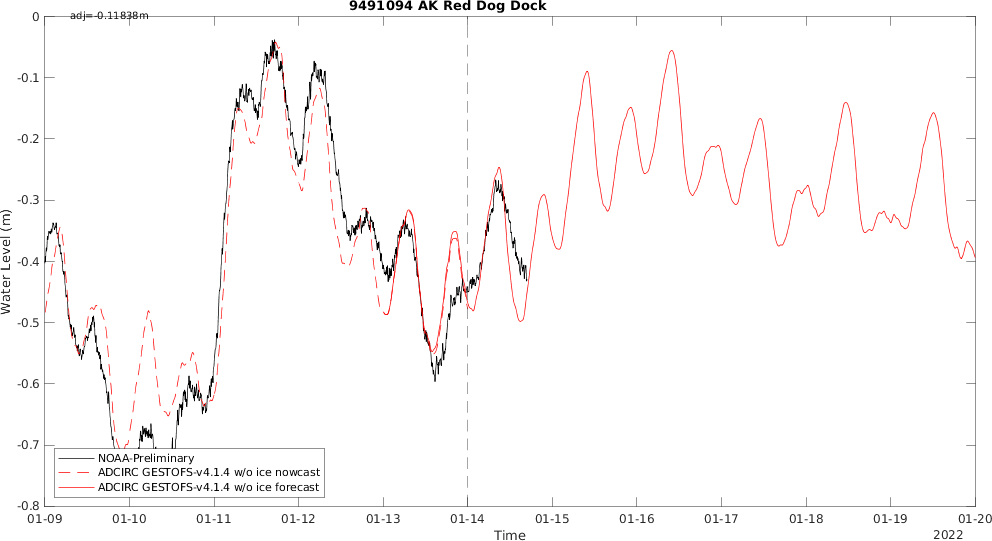 9491094 AK Red Dog Dock
adj=-0.11838m
0
-0.1
-0.2
-0.3
-0.4
-0.5
-0.6
-0.7
-0.8
Water Level (m)
NOAA-Preliminary
ADCIRC GESTOFS-v4.1.4 w/o ice nowcast
ADCIRC GESTOFS-v4.1.4 w/o ice forecast
01-09 01-10 01-11 01-12 01-13 01-14 01-15 01-16 01-17 01-18 01-19 01-20
Time
2022